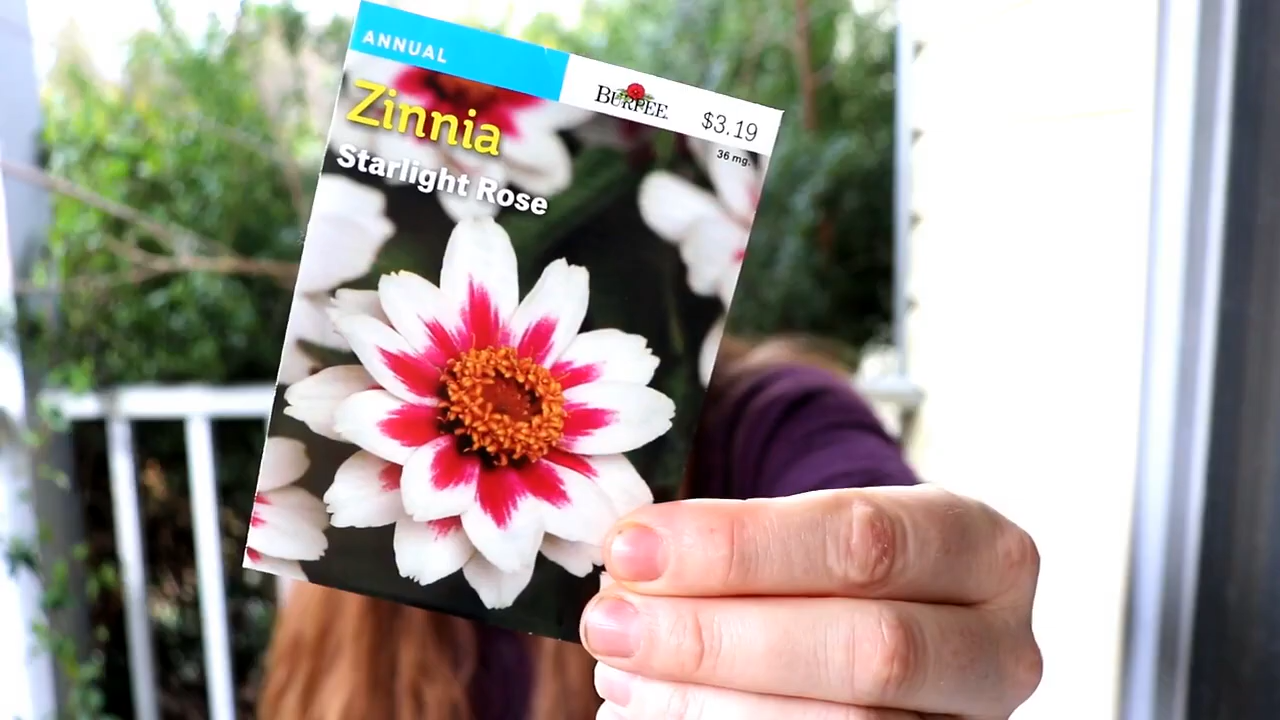 ANNUAL
BURPEE
$3.19
36 mg.
Zinnia
Starlight Rose